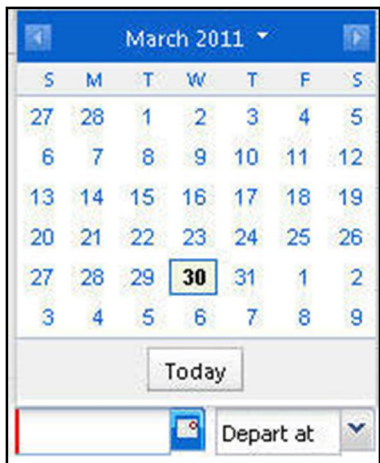 March 2011
S M T W T F S
27 28 1 2 3 4 5
6 7 8 9 10 11 12
13 14 15 16 17 18 19
20 21 22 23 24 25 26
27 28 29 30 31 1 2
3 4 5 6 7 8 9
Today
Depart at